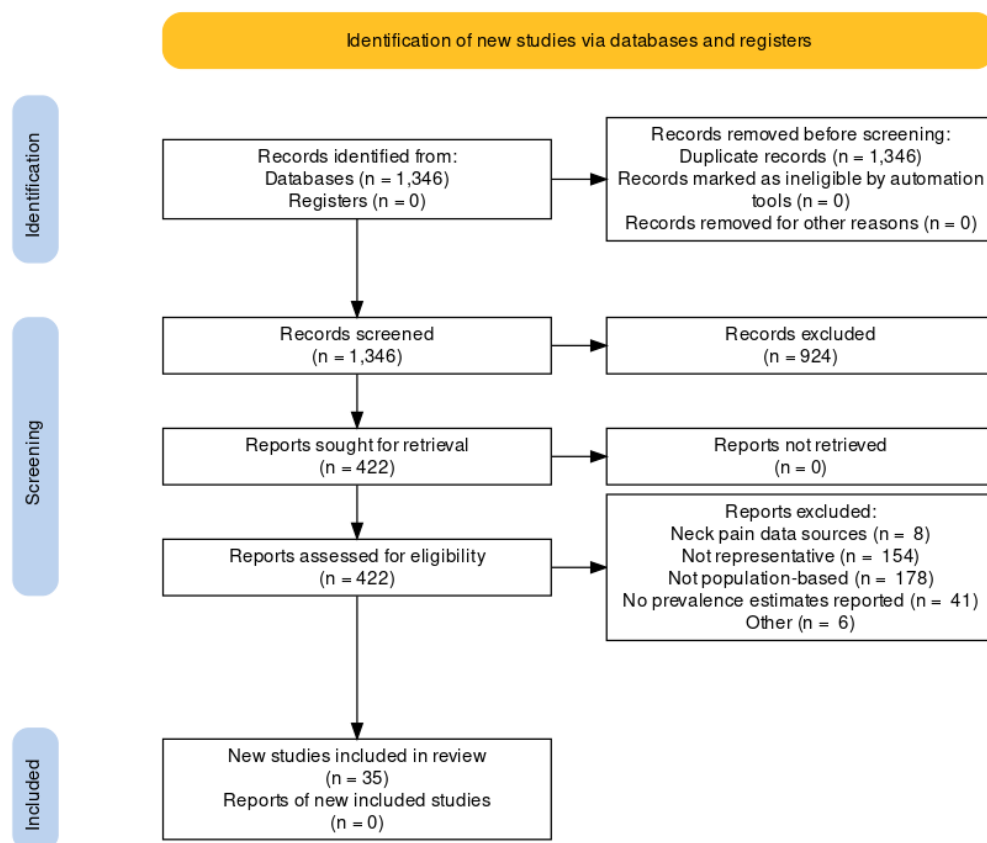 Identification of new studies via databases and registers
Identification
Records identified from:
Databases (n = 1,346)
Registers (n = 0)
Records removed before screening:
Duplicate records (n = 1,346)
Records marked as ineligible by automation
tools (n = 0)
Records removed for other reasons (n = 0)
Screening
Records screened
(n = 1,346)
Records excluded
(n = 924)
Reports sought for retrieval
(n = 422)
Reports not retrieved
(n = 0)
Reports assessed for eligibility
(n = 422)
Reports excluded:
Neck pain data sources (n = 8)
Not representative (n = 154)
Not population-based (n = 178)
No prevalence estimates reported (n = 41)
Other (n = 6)
Included
New studies included in review
(n = 35)
Reports of new included studies
(n = 0)